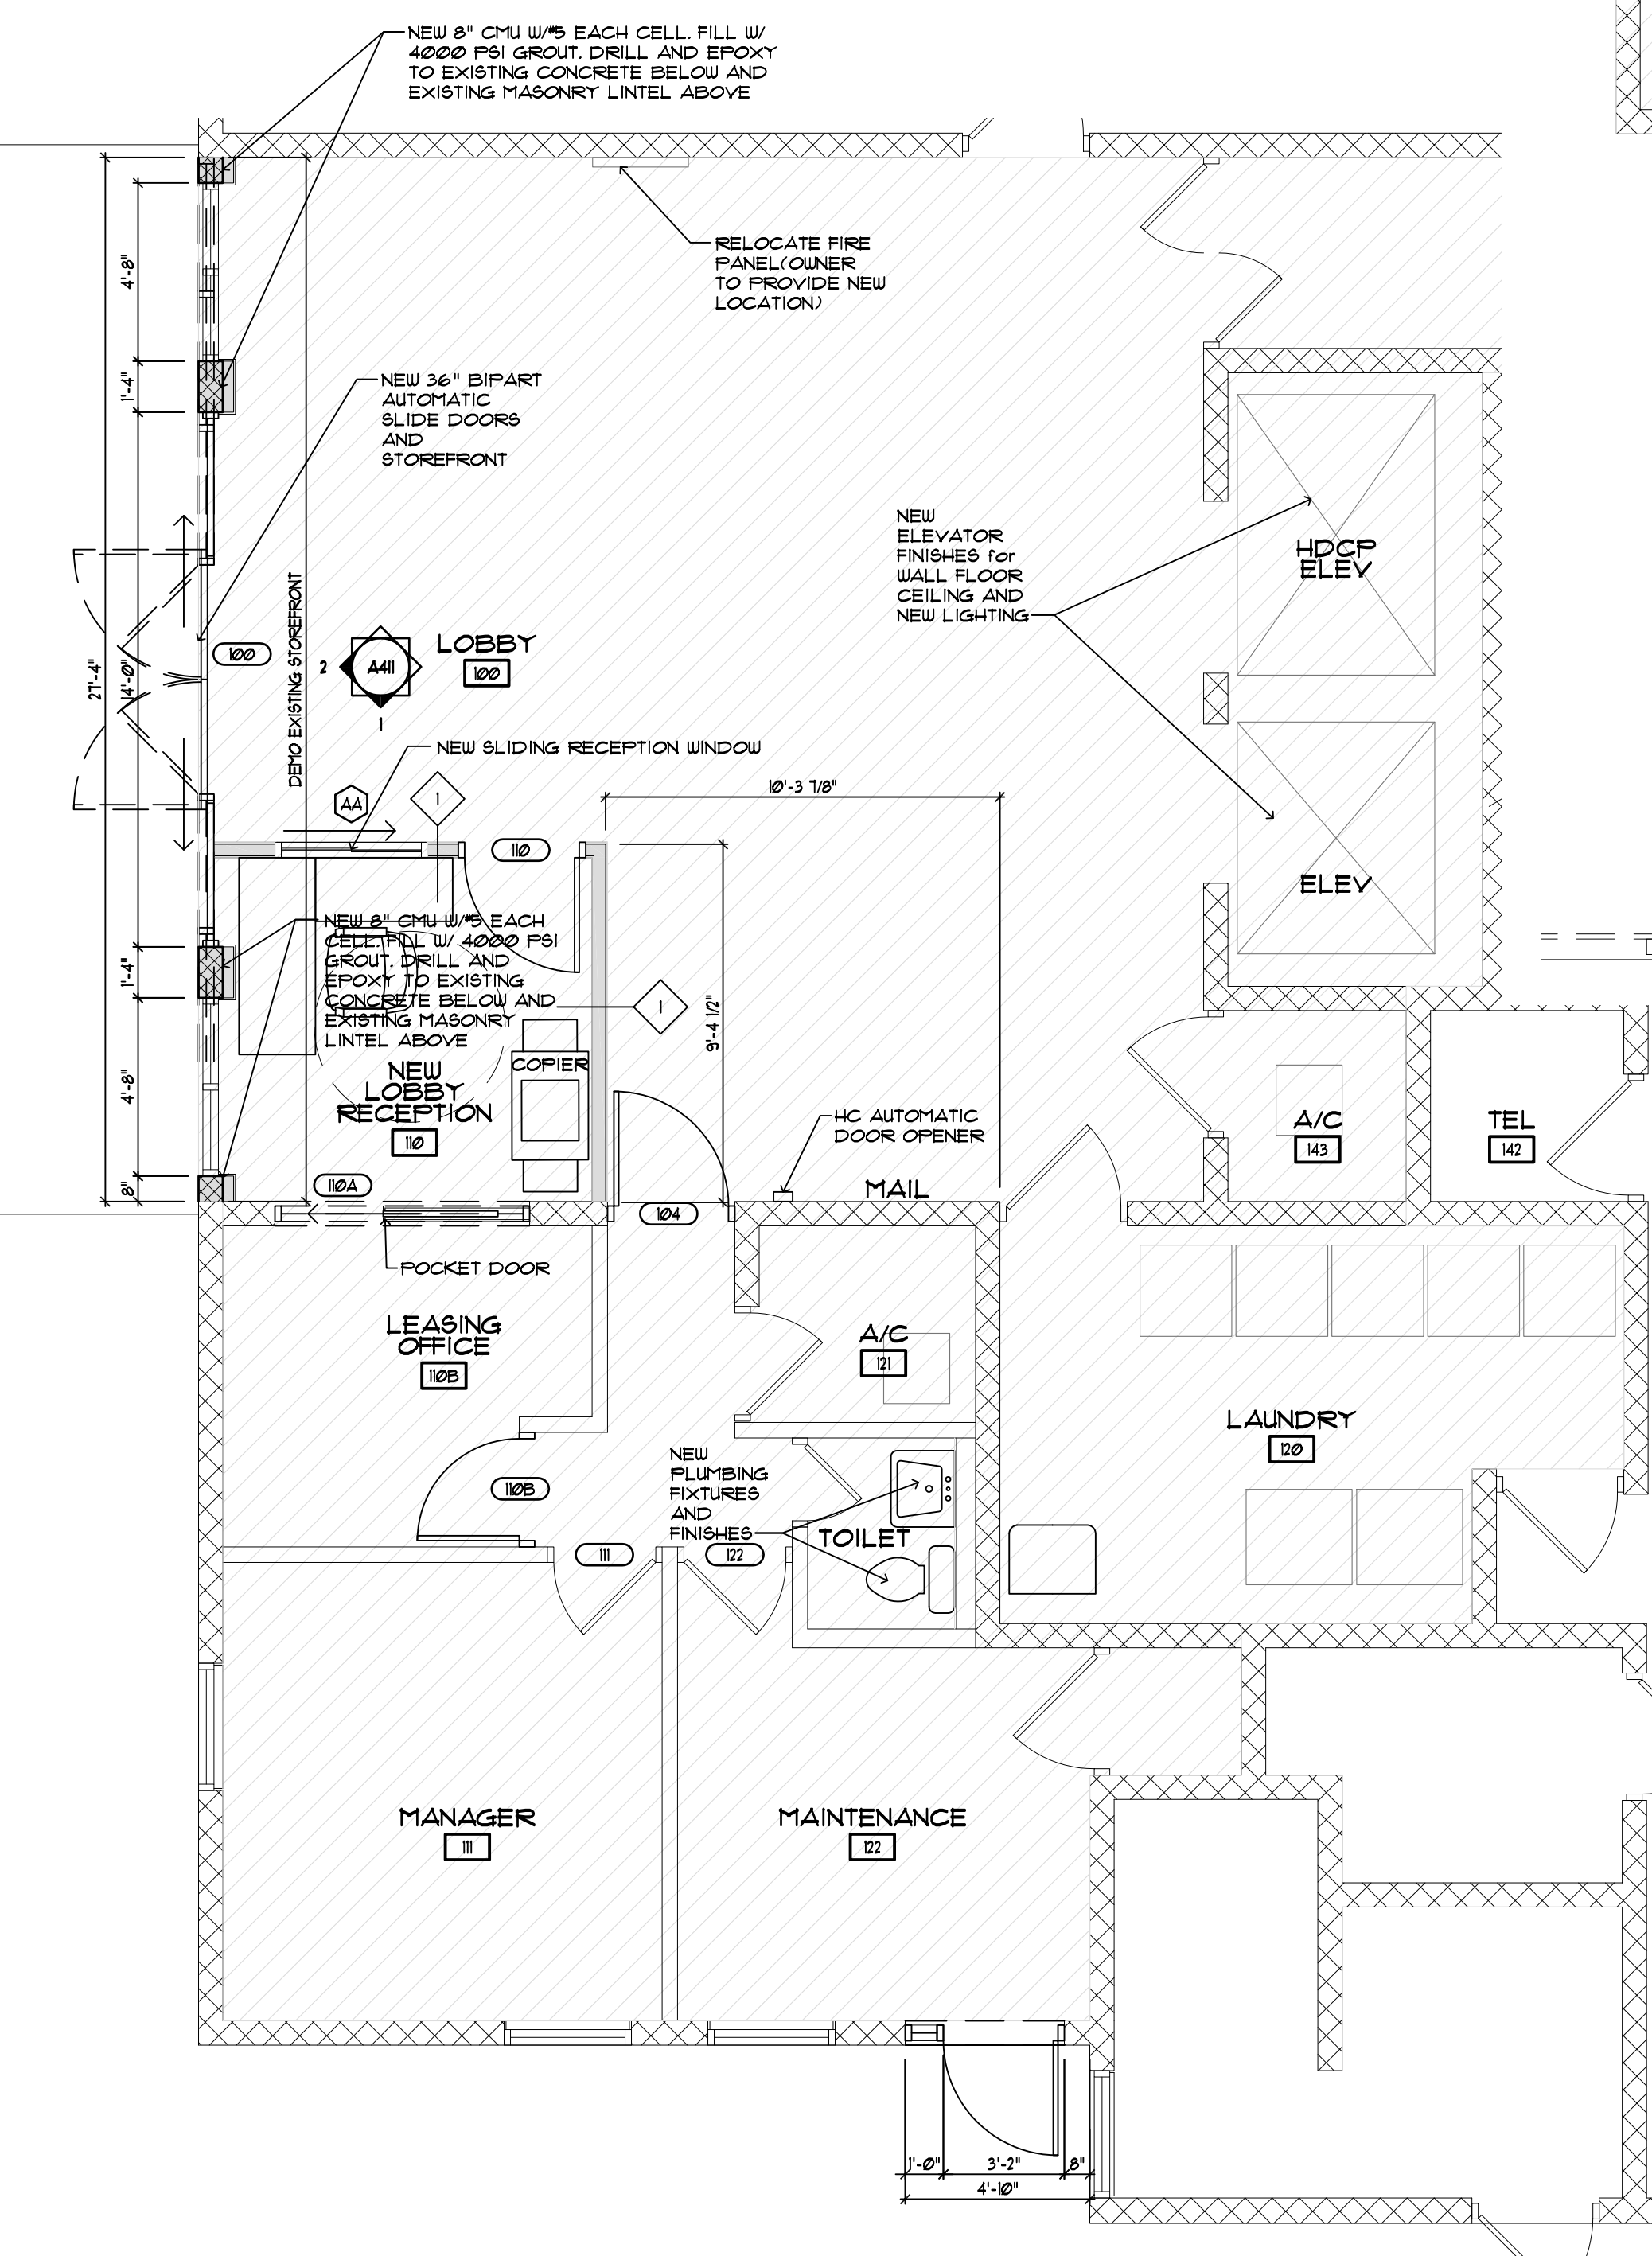 NEW 8" CMU W/#5 EACH CELL. FILL W/
4000 PSI GROUT. DRILL AND EPOXY
TO EXISTING CONCRETE BELOW AND
EXISTING MASONRY LINTEL ABOVE
RELOCATE FIRE
PANEL(OWNER
TO PROVIDE NEW
LOCATION)
4'-8"
1'-4"
NEW 36" BIPART
AUTOMATIC
SLIDE DOORS
AND
STOREFRONT
NEW
ELEVATOR
FINISHES for
WALL FLOOR
CEILING AND
NEW LIGHTING
HDCP
ELEV
27'-4"
14'-0"
DEMO EXISTING STOREFRONT
100
2
A411
1
LOBBY
100
NEW SLIDING RECEPTION WINDOW
10'-3 7/8"
AA
1
110
ELEV
NEW 8" CMU W/#5 EACH
CELL. FILL W/ 4000 PSI
GROUT. DRILL AND
EPOXY TO EXISTING
CONCRETE BELOW AND
EXISTING MASONRY
LINTEL ABOVE
1
9'-4 1/2"
1'-4"
4'-8"
8"
COPIER
NEW
LOBBY
RECEPTION
110
HC AUTOMATIC
DOOR OPENER
A/C
143
TEL
142
110A
104
MAIL
POCKET DOOR
LEASING
OFFICE
110B
A/C
121
LAUNDRY
120
110B
NEW
PLUMBING
FIXTURES
AND
FINISHES
TOILET
111
122
MANAGER
111
MAINTENANCE
122
1'-0"
3'-2"
8"
4'-10"